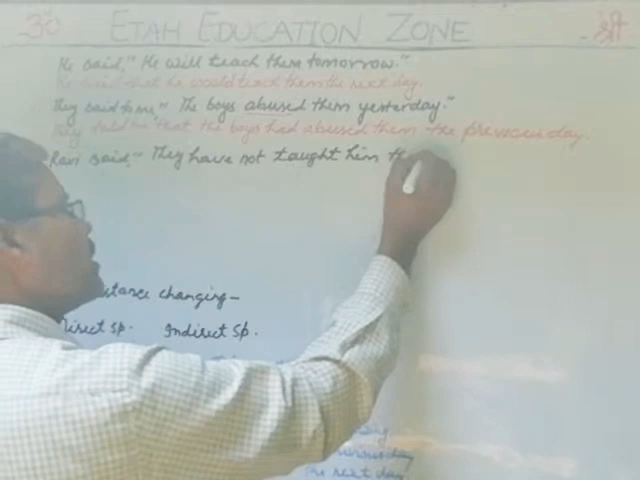 ॐ ETAH EDUCATION ZONE श्री
He said," He will teach them tomorrow."
He said that he would teach them the next day.
They said to me," The boys abused them yesterday."
They told me that the boys had abused them the previous day.
Ram said," They have not taught him
stance changing-
Direct sp. Indirect sp.
the next day